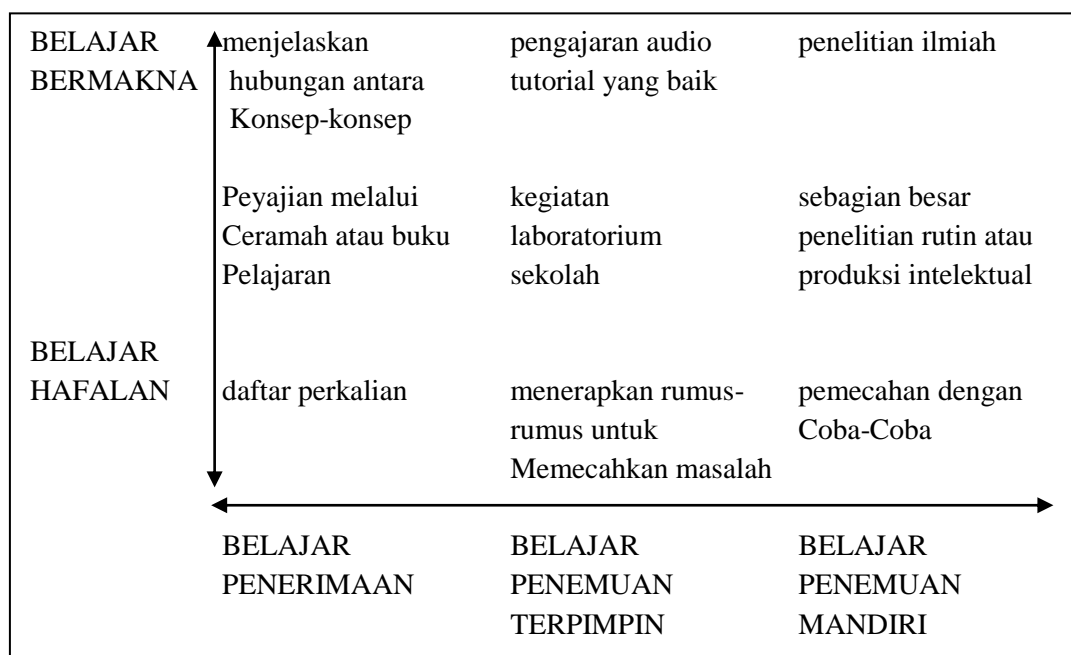 BELAJAR menjelaskan pengajaran audio penelitian ilmiah
BERMAKNA hubungan antara tutorial yang baik
Konsep-konsep
Peyajian melalui kegiatan sebagian besar
Ceramah atau buku laboratorium penelitian rutin atau
Pelajaran sekolah produksi intelektual
BELAJAR
HAFALAN daftar perkalian menerapkan rumus- pemecahan dengan
rumus untuk Coba-Coba
Memecahkan masalah
BELAJAR BELAJAR BELAJAR
PENERIMAAN PENEMUAN PENEMUAN
TERPIMPIN MANDIRI